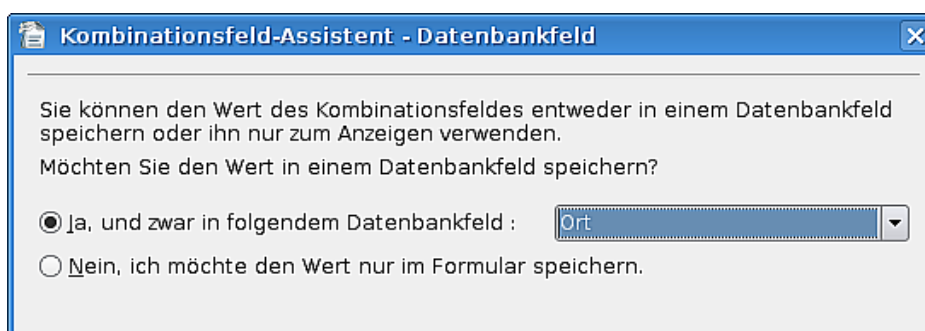 Kombinationsfeld-Assistent - Datenbankfeld
Sie können den Wert des Kombinationsfeldes entweder in einem Datenbankfeld
speichern oder ihn nur zum Anzeigen verwenden.
Möchten Sie den Wert in einem Datenbankfeld speichern?
Ja, und zwar in folgendem Datenbankfeld : Ort
Nein, ich möchte den Wert nur im Formular speichern.